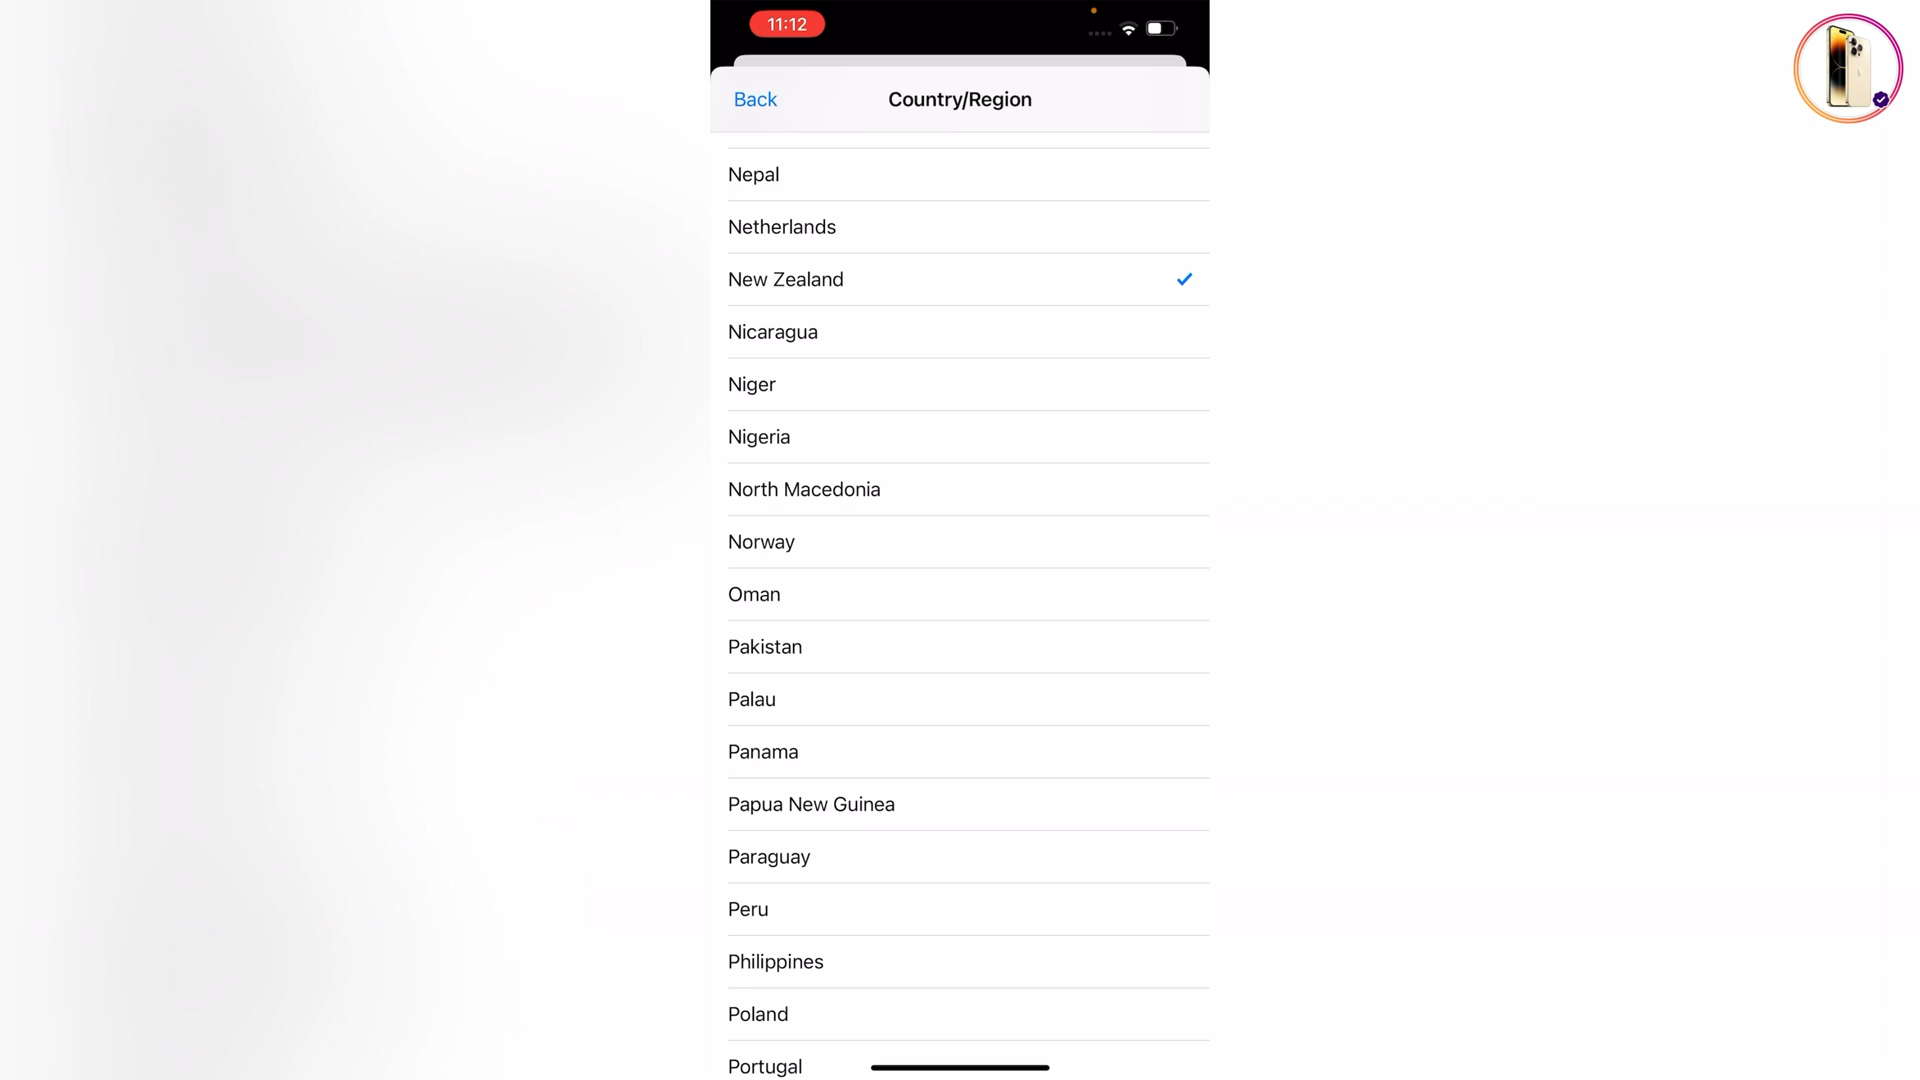 11:12
Back
Country/Region
Nepal
Netherlands
New Zealand
Nicaragua
Niger
Nigeria
North Macedonia
Norway
Oman
Pakistan
Palau
Panama
Papua New Guinea
Paraguay
Peru
Philippines
Poland
Portugal